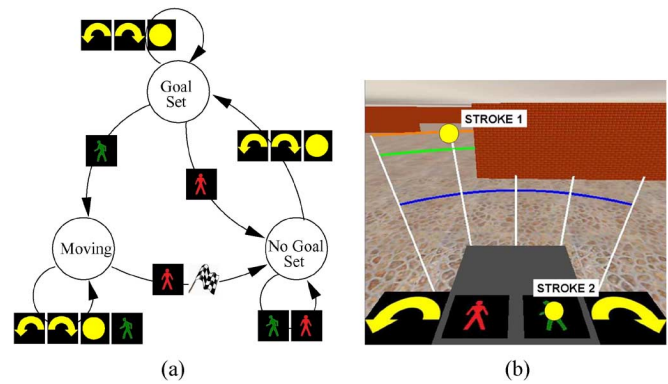 Goal
Set
Moving
No Goal
Set
(a)
STROKE 1
STROKE 2
(b)